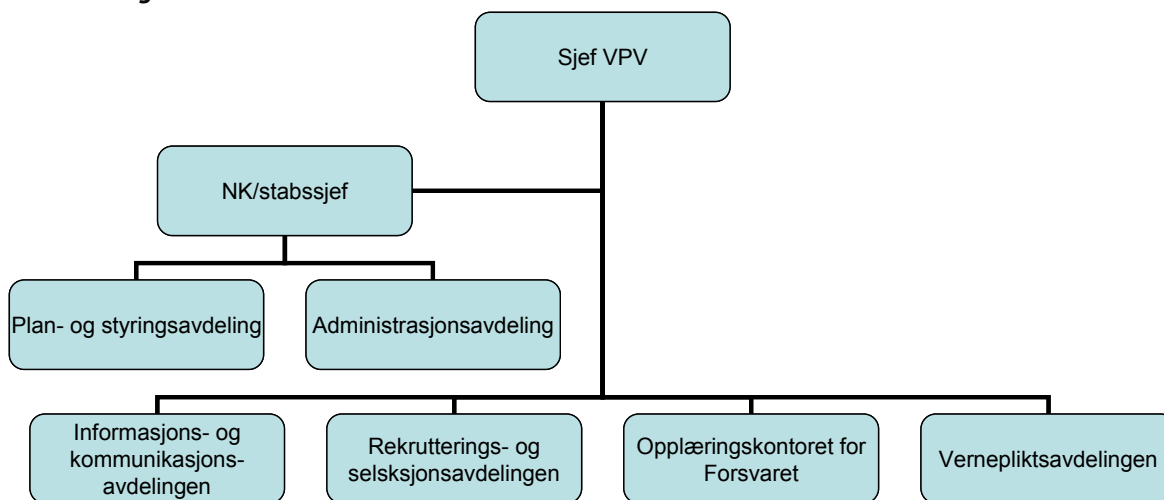 Sjef VPV
NK/stabssjef
Plan- og styringsavdeling
Administrasjonsavdeling
Informasjons- og
kommunikasjons-
avdelingen
Rekrutterings- og
selsksjonsavdelingen
Opplæringskontoret for
Forsvaret
Vernepliktsavdelingen